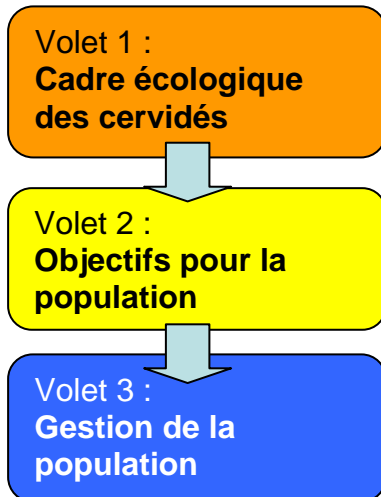 Volet 1 :
Cadre écologique
des cervidés
Volet 2 :
Objectifs pour la
population
Volet 3 :
Gestion de la
population